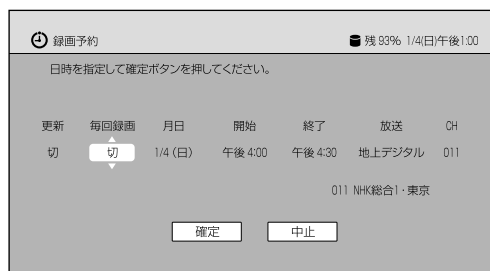 録画予約 残 93% 1/4(日)午後1:00
日時を指定して確定ボタンを押してください。
更新 毎回録画 月日 開始 終了 放送 CH
切 切 1/4 (日) 午後 4:00 午後 4:30 地上デジタル 011
011 NHK総合1・東京
確定 中止